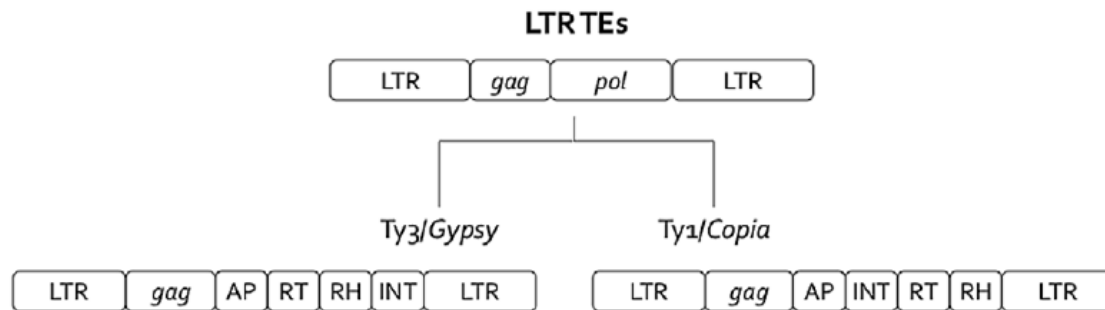 LTR TEs
LTR gag pol LTR
Ty3/Gypsy Ty1/Copia
LTR gag AP RT RH INT LTR LTR gag AP INT RT RH LTR